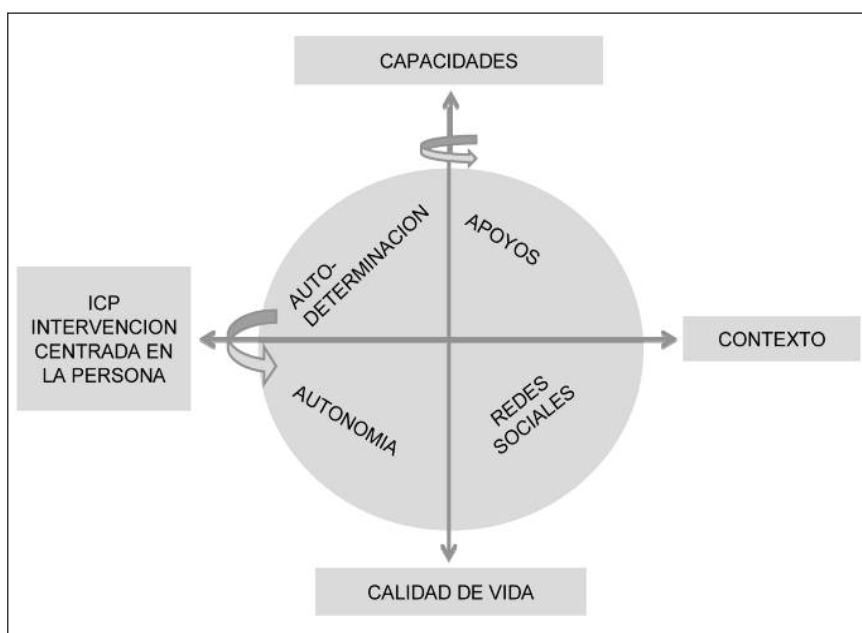 CAPACIDADES
AUTO-
DETERMINACION
APOYOS
ICP
INTERVENCION
CENTRADA EN
LA PERSONA
CONTEXTO
AUTONOMIA
REDES
SOCIALES
CALIDAD DE VIDA